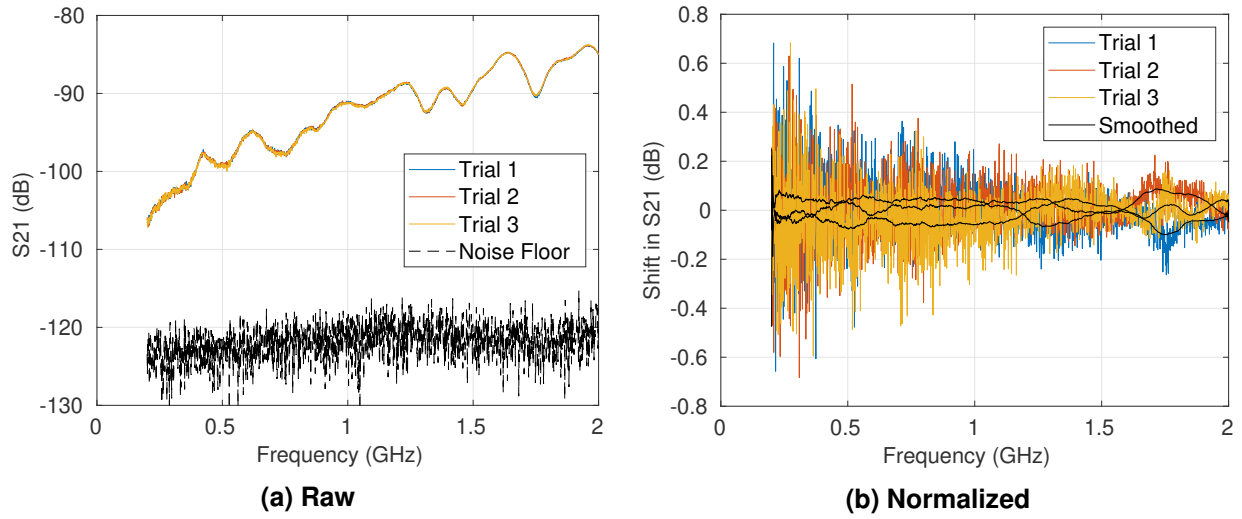 -80
-90
-100
-110
-120
-130
S21 (dB)
Trial 1
Trial 2
Trial 3
Noise Floor
0 0.5 1 1.5 2
Frequency (GHz)
(a) Raw
0.8
0.6
0.4
0.2
0
-0.2
-0.4
-0.6
-0.8
Shift in S21 (dB)
Trial 1
Trial 2
Trial 3
Smoothed
0 0.5 1 1.5 2
Frequency (GHz)
(b) Normalized